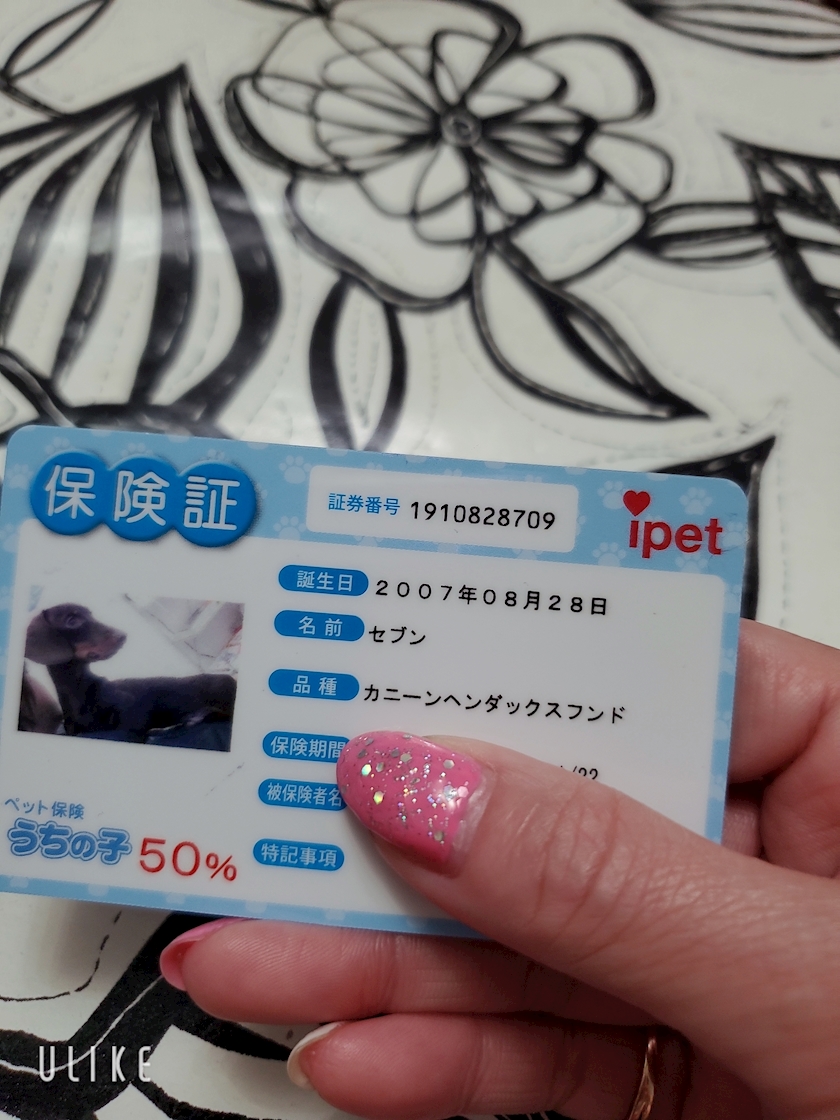 保険証
証券番号 1910828709
ipet
誕生日 2007年08月28日
名前 セブン
品種 カニーンヘンダックスフンド
保険期間
被保険者名
ペット保険
うちの子 50%
特記事項
ULIKE